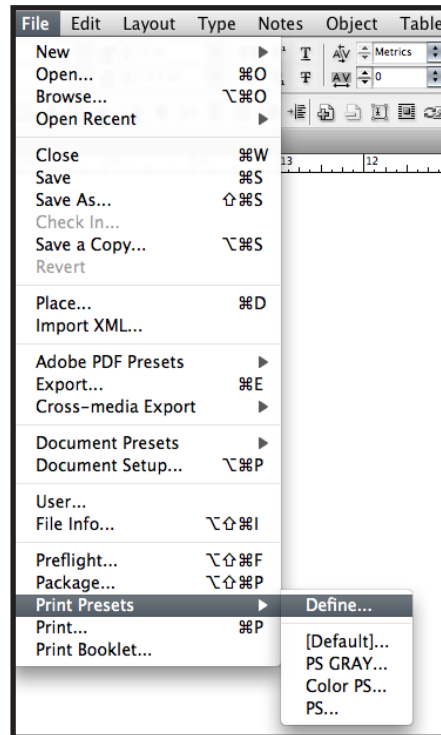 File Edit Layout Type Notes Object Table
New
Open... ⌘O
Browse... ⌥⌘O
Open Recent
Close ⌘W
Save ⌘S
Save As... ⇧⌘S
Check In...
Save a Copy... ⌥⌘S
Revert
Place... ⌘D
Import XML...
Adobe PDF Presets
Export... ⌘E
Cross-media Export
Document Presets
Document Setup... ⌥⌘P
User...
File Info... ⌥⇧⌘I
Preflight... ⌥⇧⌘F
Package... ⌥⇧⌘P
Print Presets
Print... ⌘P
Print Booklet...
Define...
[Default]...
PS GRAY...
Color PS...
PS...
T AV Metrics
T AV 0
13 12